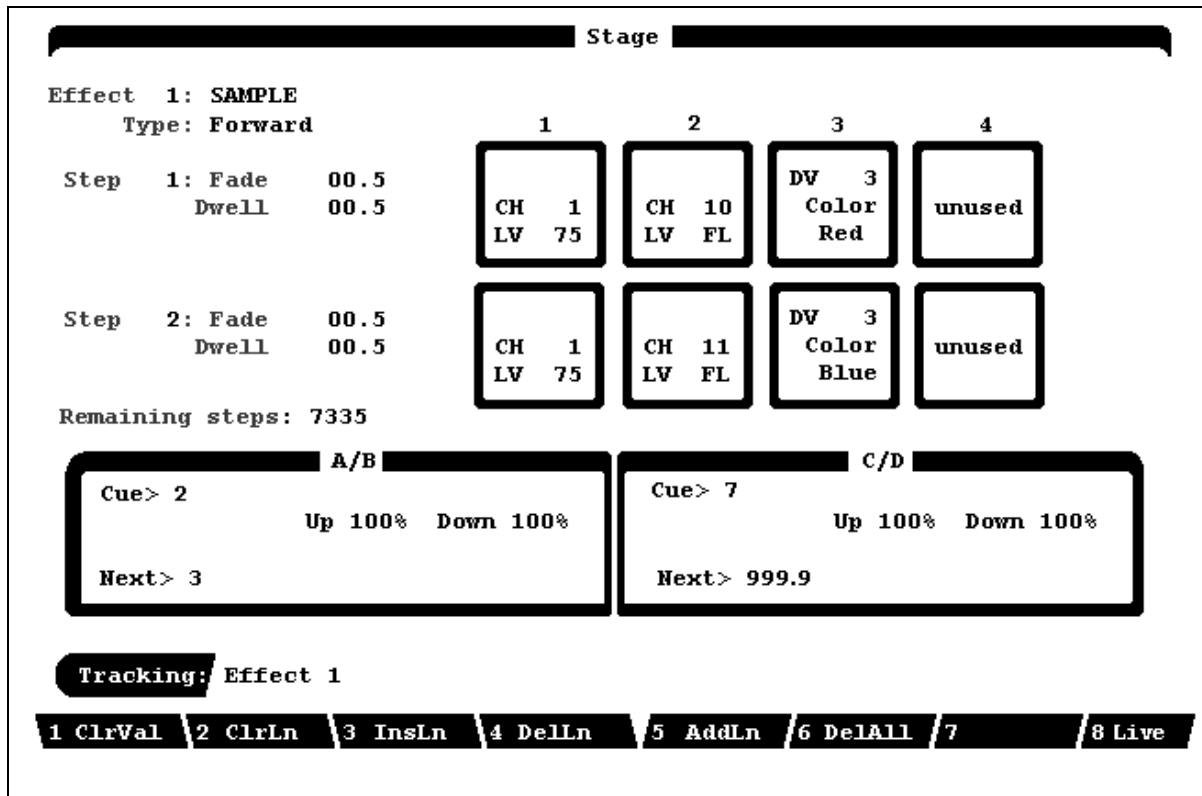 Stage
Effect 1: SAMPLE
Type: Forward
1 2 3 4
Step 1: Fade 00.5
Dwell 00.5
CH 1
LV 75
CH 10
LV FL
DV 3
Color
Red
unused
Step 2: Fade 00.5
Dwell 00.5
CH 1
LV 75
CH 11
LV FL
DV 3
Color
Blue
unused
Remaining steps: 7335
A/B
Cue> 2
Up 100% Down 100%
Next> 3
C/D
Cue> 7
Up 100% Down 100%
Next> 999.9
Tracking: Effect 1
1 ClrVal 2 ClrLn 3 InsLn 4 DelLn 5 AddLn 6 DelAll 7 8 Live